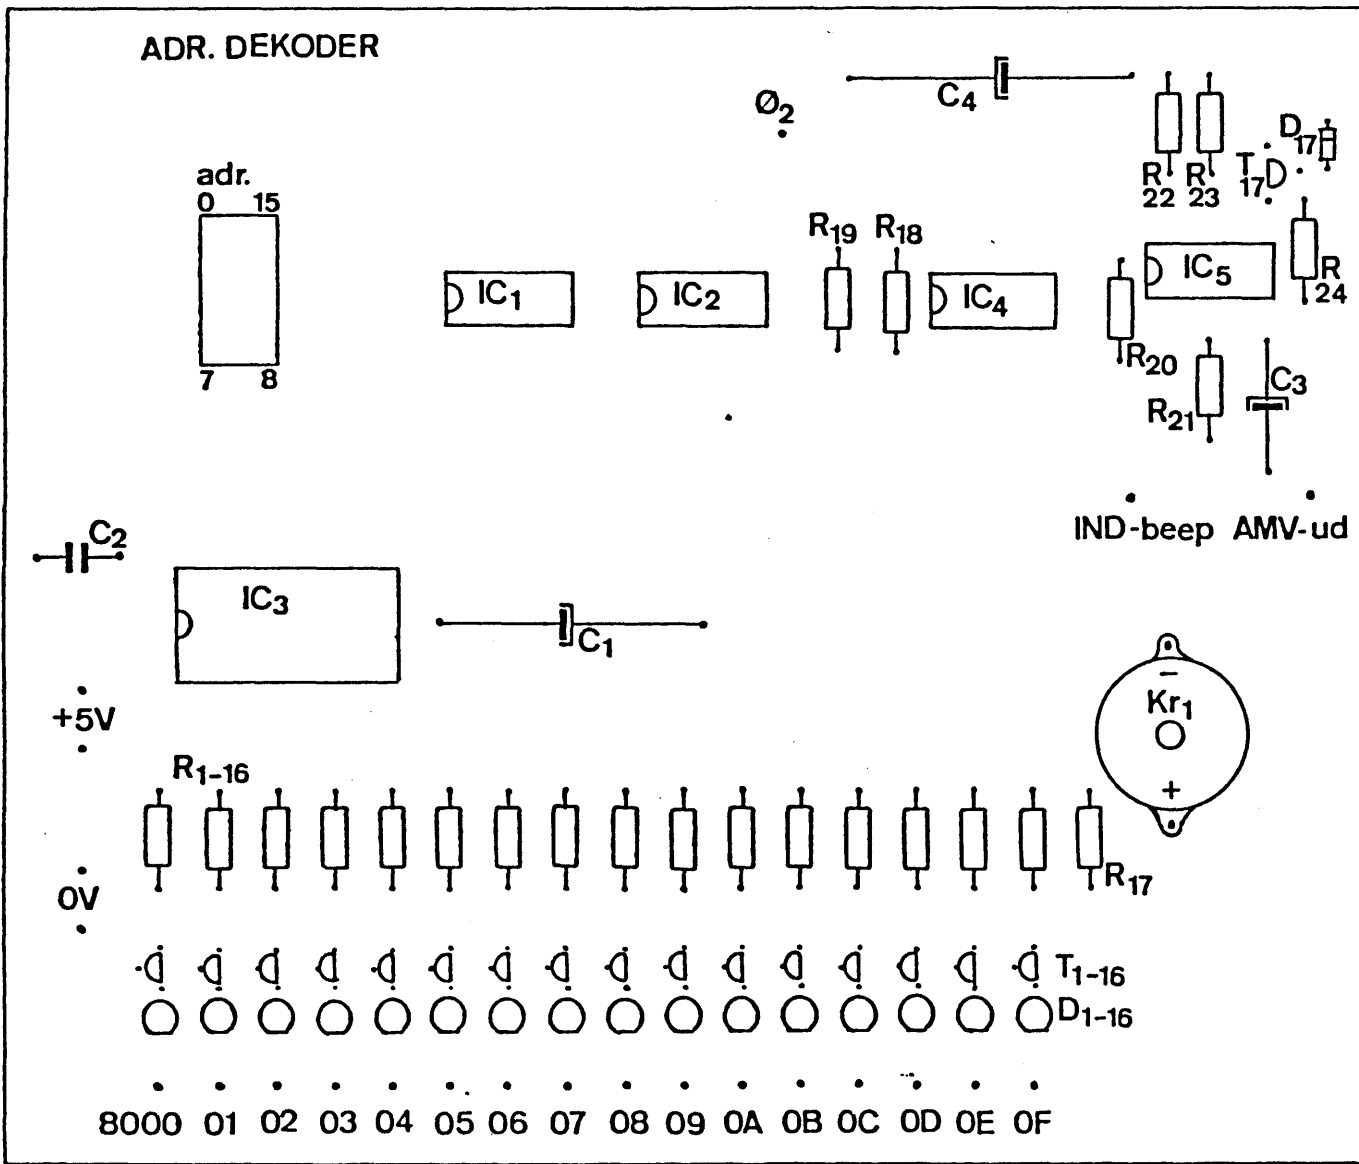 ADR. DEKODER
C4
Ø2
D17
R22
R23
T17
adr.
0 15
R19 R18
IC1
IC2
IC4
IC5
R24
7 8
R20
C3
R21
IND-beep AMV-ud
C2
IC3
C1
−
Kr1
+
+5V
R1-16
R17
0V
T1-16
D1-16
8000 01 02 03 04 05 06 07 08 09 0A 0B 0C 0D 0E 0F